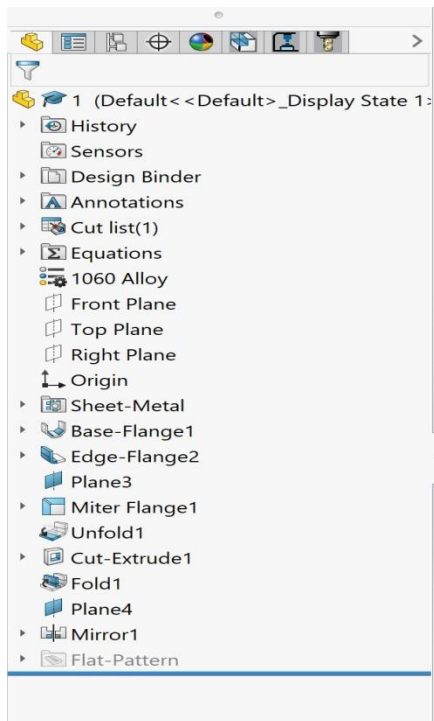 1 (Default<<Default>_Display State 1>
History
Sensors
Design Binder
Annotations
Cut list(1)
Equations
1060 Alloy
Front Plane
Top Plane
Right Plane
Origin
Sheet-Metal
Base-Flange1
Edge-Flange2
Plane3
Miter Flange1
Unfold1
Cut-Extrude1
Fold1
Plane4
Mirror1
Flat-Pattern